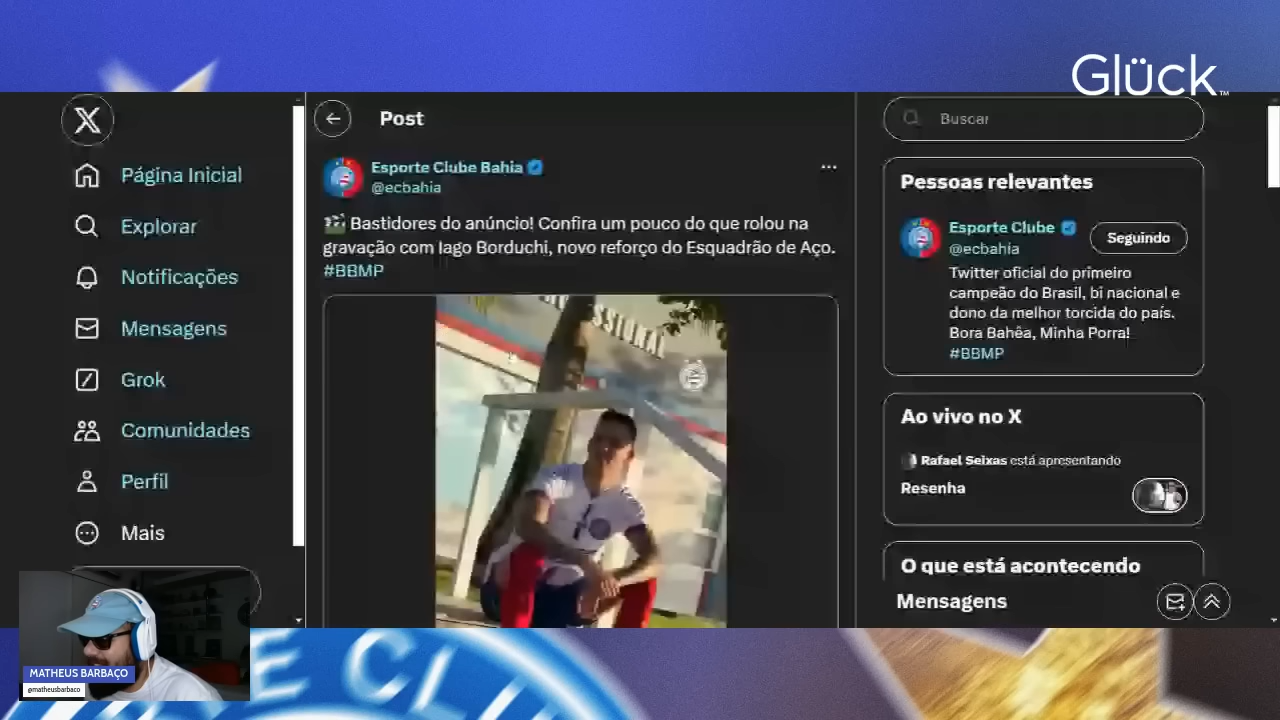 Glück™
Post
Buscar
Página Inicial
Explorar
Notificações
Mensagens
Grok
Comunidades
Perfil
Mais
Esporte Clube Bahia
@ecbahia
🎬 Bastidores do anúncio! Confira um pouco do que rolou na
gravação com Iago Borduchi, novo reforço do Esquadrão de Aço.
#BBMP
SSIONAL
Pessoas relevantes
Esporte Clube
@ecbahia
Seguindo
Twitter oficial do primeiro
campeão do Brasil, bi nacional e
dono da melhor torcida do país.
Bora Bahêa, Minha Porra!
#BBMP
Ao vivo no X
Rafael Seixas está apresentando
Resenha
O que está acontecendo
Mensagens
MATHEUS BARBAÇO
@matheusbarbaco
E CLU